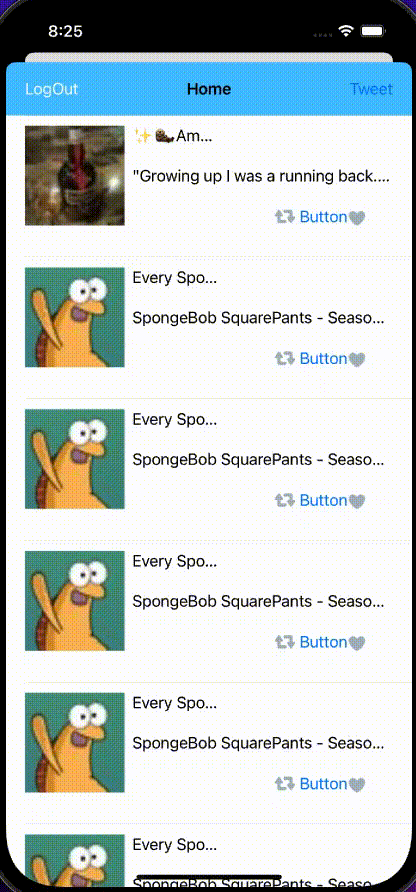 8:25
LogOut Home Tweet
✨🥾Am...
"Growing up I was a running back....
Button
Every Spo...
SpongeBob SquarePants - Seaso...
Button
Every Spo...
SpongeBob SquarePants - Seaso...
Button
Every Spo...
SpongeBob SquarePants - Seaso...
Button
Every Spo...
SpongeBob SquarePants - Seaso...
Button
Every Spo...
SpongeBob SquarePants - Seaso...